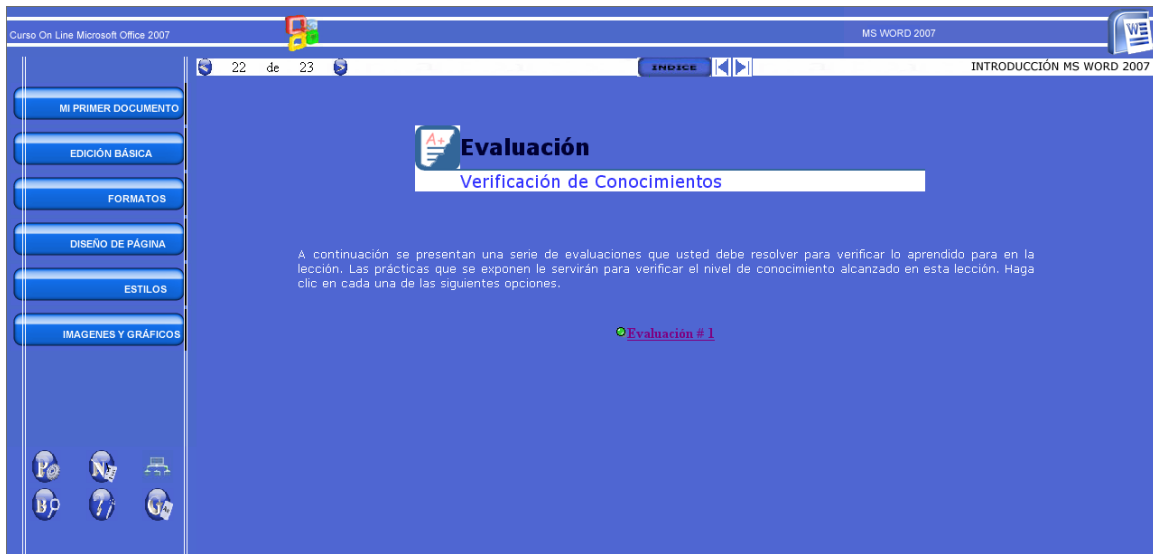 Curso On Line Microsoft Office 2007
MS WORD 2007
W
22 de 23
INDICE
INTRODUCCIÓN MS WORD 2007
MI PRIMER DOCUMENTO
EDICIÓN BÁSICA
FORMATOS
DISEÑO DE PÁGINA
ESTILOS
IMAGENES Y GRÁFICOS
A+
Evaluación
Verificación de Conocimientos
A continuación se presentan una serie de evaluaciones que usted debe resolver para verificar lo aprendido para en la
lección. Las prácticas que se exponen le servirán para verificar el nivel de conocimiento alcanzado en esta lección. Haga
clic en cada una de las siguientes opciones.
Evaluación # 1
P N
B G